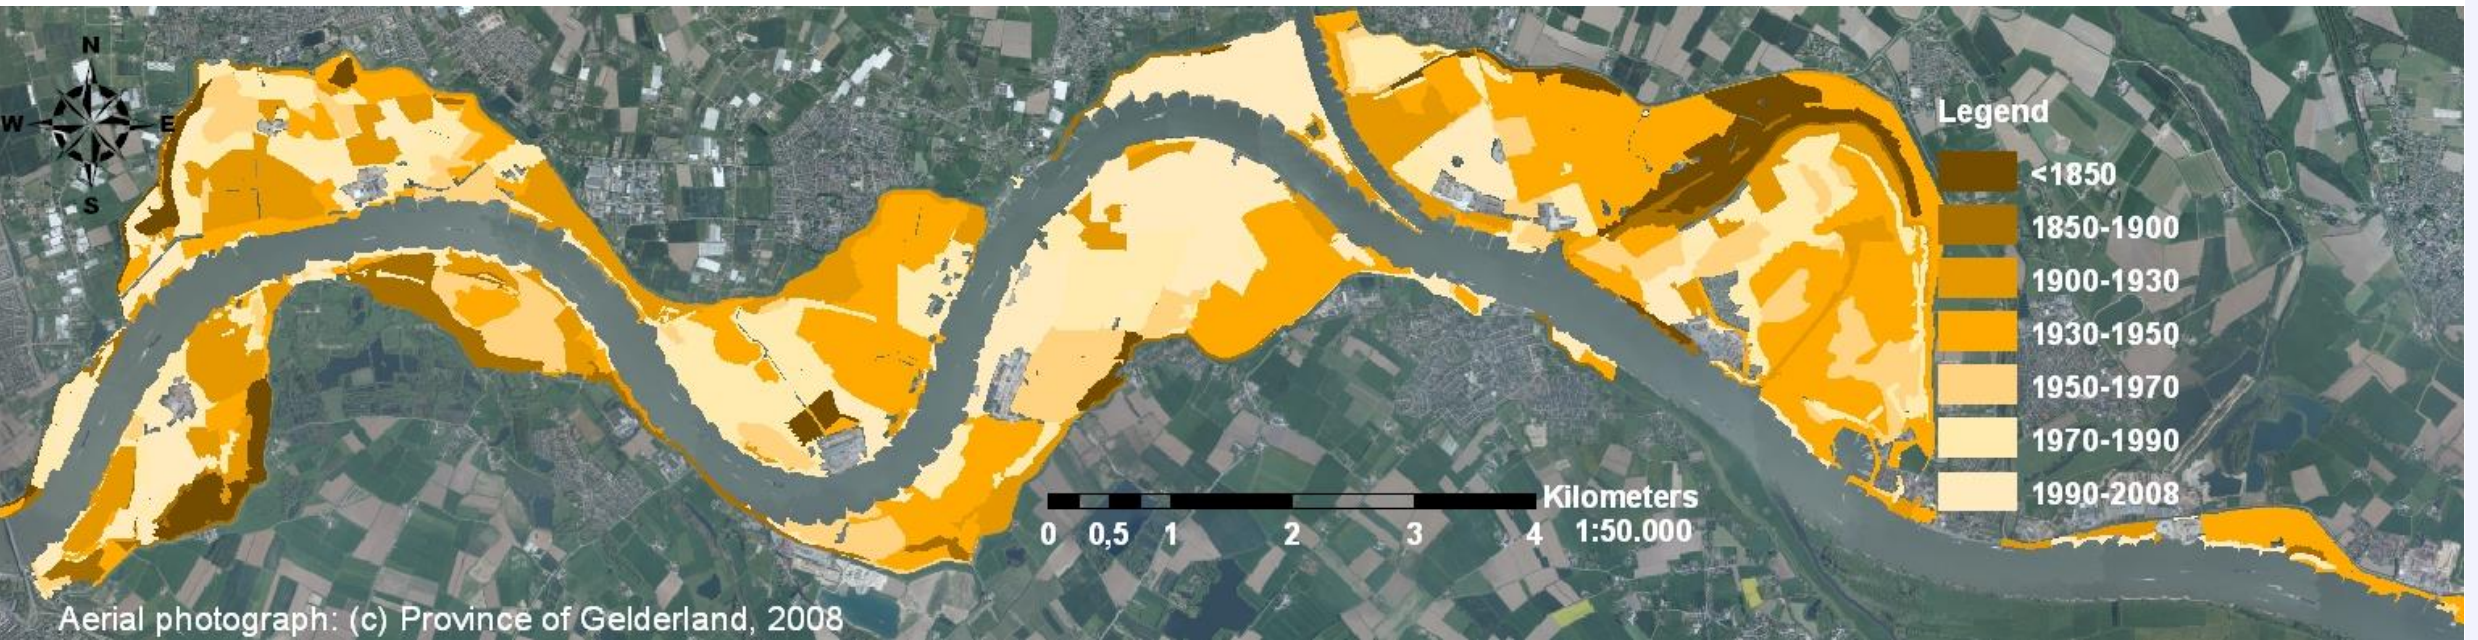 N
W E
S
Legend
<1850
1850-1900
1900-1930
1930-1950
1950-1970
1970-1990
1990-2008
Kilometers
0 0,5 1 2 3 4 1:50.000
Aerial photograph: (c) Province of Gelderland, 2008